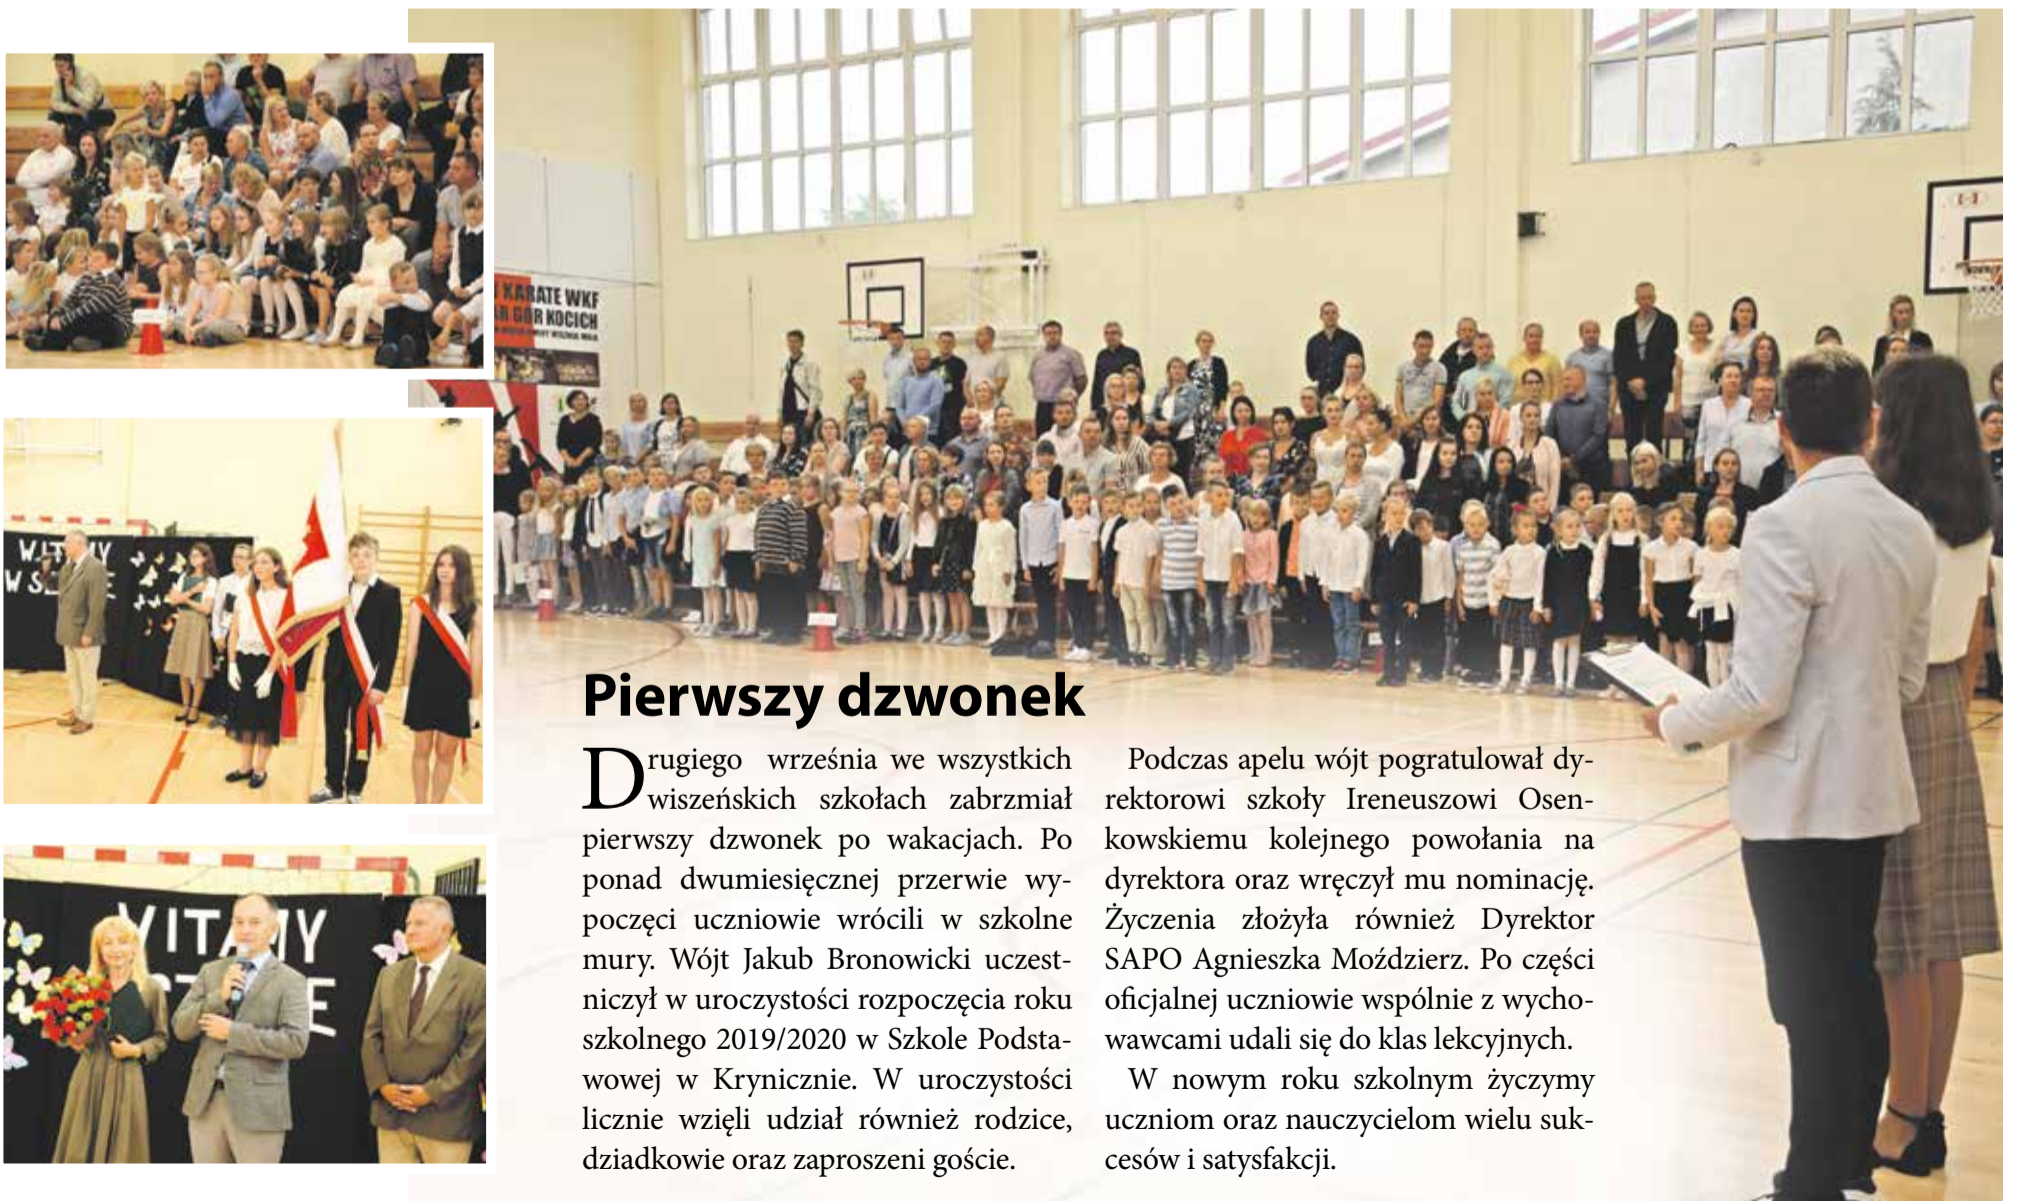 KARATE WKF
GÓR KOCICH
WITAMY
W
WITAMY
Pierwszy dzwonek
Drugiego września we wszystkich
wiszeńskich szkołach zabrzmiał
pierwszy dzwonek po wakacjach. Po
ponad dwumiesięcznej przerwie wy-
poczęci uczniowie wrócili w szkolne
mury. Wójt Jakub Bronowicki uczest-
niczył w uroczystości rozpoczęcia roku
szkolnego 2019/2020 w Szkole Podsta-
wowej w Krynicznie. W uroczystości
licznie wzięli udział również rodzice,
dziadkowie oraz zaproszeni goście.
Podczas apelu wójt pogratulował dy-
rektorowi szkoły Ireneuszowi Osen-
kowskiemu kolejnego powołania na
dyrektora oraz wręczył mu nominację.
Życzenia złożyła również Dyrektor
SAPO Agnieszka Moździerz. Po części
oficjalnej uczniowie wspólnie z wycho-
wawcami udali się do klas lekcyjnych.
W nowym roku szkolnym życzymy
uczniom oraz nauczycielom wielu suk-
cesów i satysfakcji.